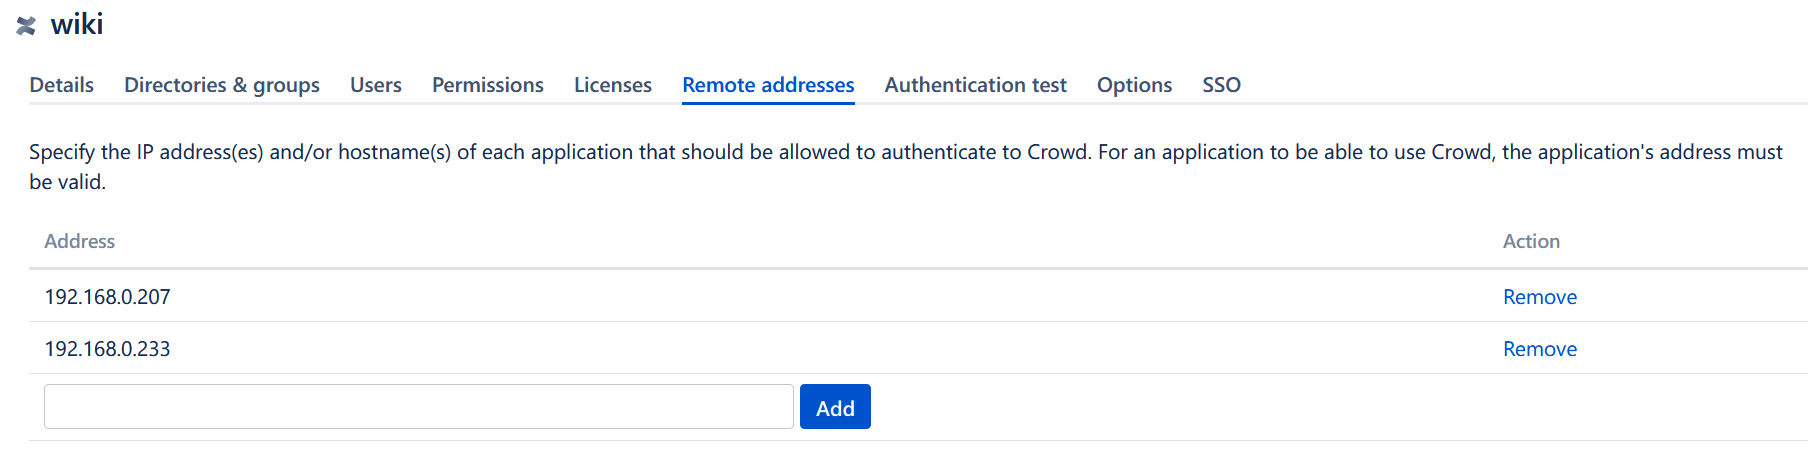 wiki
Details Directories & groups Users Permissions Licenses Remote addresses Authentication test Options SSO
Specify the IP address(es) and/or hostname(s) of each application that should be allowed to authenticate to Crowd. For an application to be able to use Crowd, the application's address must
be valid.
Address Action
192.168.0.207 Remove
192.168.0.233 Remove
Add